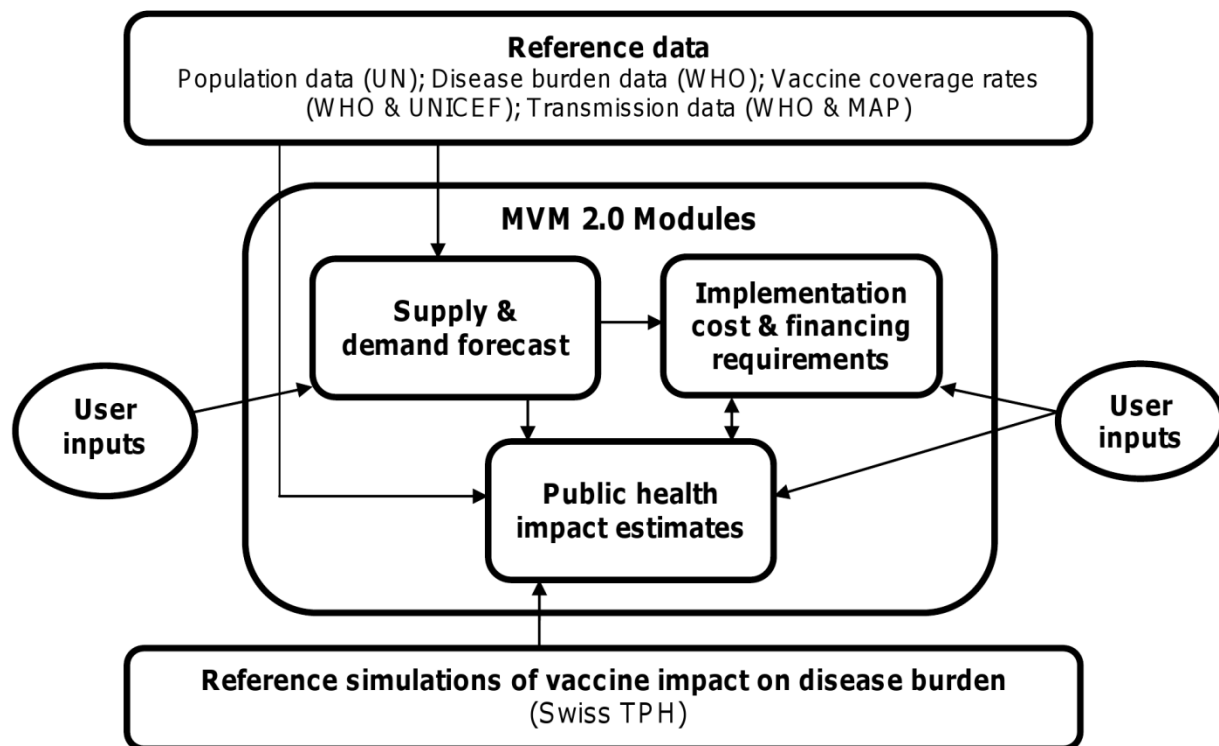 Reference data
Population data (UN); Disease burden data (WHO); Vaccine coverage rates
(WHO & UNICEF); Transmission data (WHO & MAP)
MVM 2.0 Modules
Supply &
demand forecast
Implementation
cost & financing
requirements
User
inputs
User
inputs
Public health
impact estimates
Reference simulations of vaccine impact on disease burden
(Swiss TPH)